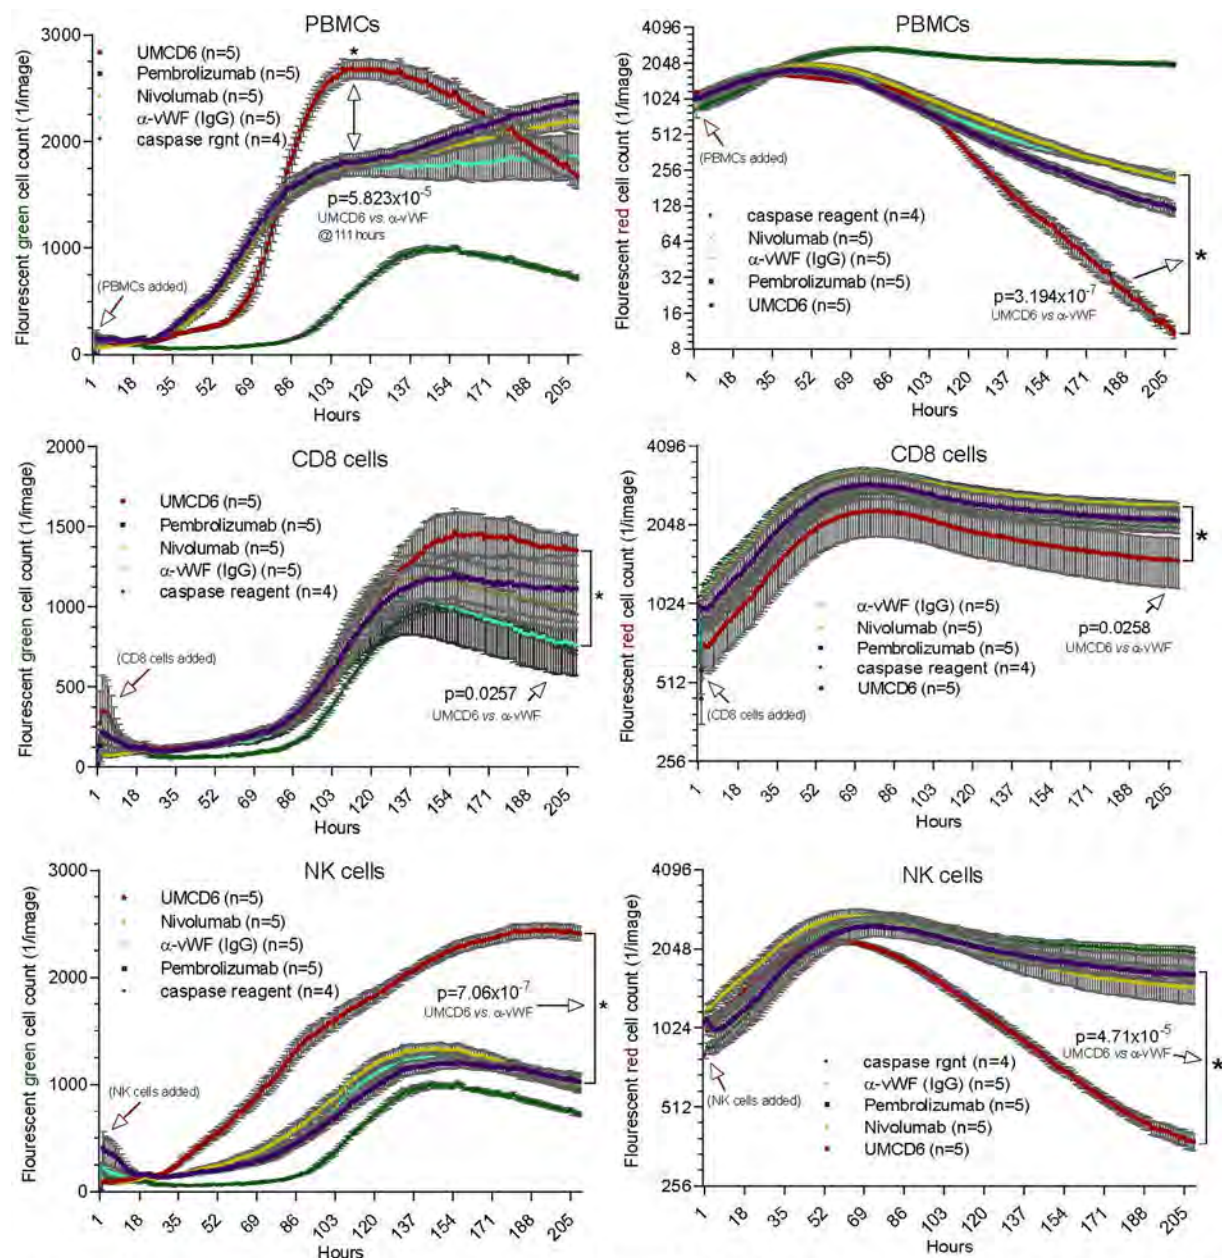 PBMCs
Flourescent green cell count (1/image)
3000
2000
1000
0
UMCD6 (n=5)
Pembrolizumab (n=5)
Nivolumab (n=5)
α-vWF (IgG) (n=5)
caspase rgnt (n=4)
*
p=5.823x10-5
UMCD6 vs. α-vWF
@111 hours
(PBMCs added)
1 18 35 52 69 86 103 120 137 154 171 188 205
Hours
PBMCs
Flourescent red cell count (1/image)
4096
2048
1024
512
256
128
64
32
16
8
(PBMCs added)
caspase reagent (n=4)
Nivolumab (n=5)
α-vWF (IgG) (n=5)
Pembrolizumab (n=5)
UMCD6 (n=5)
p=3.194x10-7
UMCD6 vs α-vWF
*
1 18 35 52 69 86 103 120 137 154 171 188 205
Hours
CD8 cells
Flourescent green cell count (1/image)
2000
1500
1000
500
0
UMCD6 (n=5)
Pembrolizumab (n=5)
Nivolumab (n=5)
α-vWF (IgG) (n=5)
caspase reagent (n=4)
(CD8 cells added)
*
p=0.0257
UMCD6 vs. α-vWF
1 18 35 52 69 86 103 120 137 154 171 188 205
Hours
CD8 cells
Flourescent red cell count (1/image)
4096
2048
1024
512
256
*
α-vWF (IgG) (n=5)
Nivolumab (n=5)
Pembrolizumab (n=5)
caspase reagent (n=4)
UMCD6 (n=5)
p=0.0258
UMCD6 vs α-vWF
(CD8 cells added)
1 18 35 52 69 86 103 120 137 154 171 188 205
Hours
NK cells
Flourescent green cell count (1/image)
3000
2000
1000
0
UMCD6 (n=5)
Nivolumab (n=5)
α-vWF (IgG) (n=5)
Pembrolizumab (n=5)
caspase reagent (n=4)
p=7.06x10-7
UMCD6 vs. α-vWF
*
(NK cells added)
1 18 35 52 69 86 103 120 137 154 171 188 205
Hours
NK cells
Flourescent red cell count (1/image)
4096
2048
1024
512
256
p=4.71x10-5
UMCD6 vs α-vWF
*
caspase rgnt (n=4)
α-vWF (IgG) (n=5)
Pembrolizumab (n=5)
Nivolumab (n=5)
UMCD6 (n=5)
(NK cells added)
1 18 35 52 69 86 103 120 137 154 171 188 205
Hours